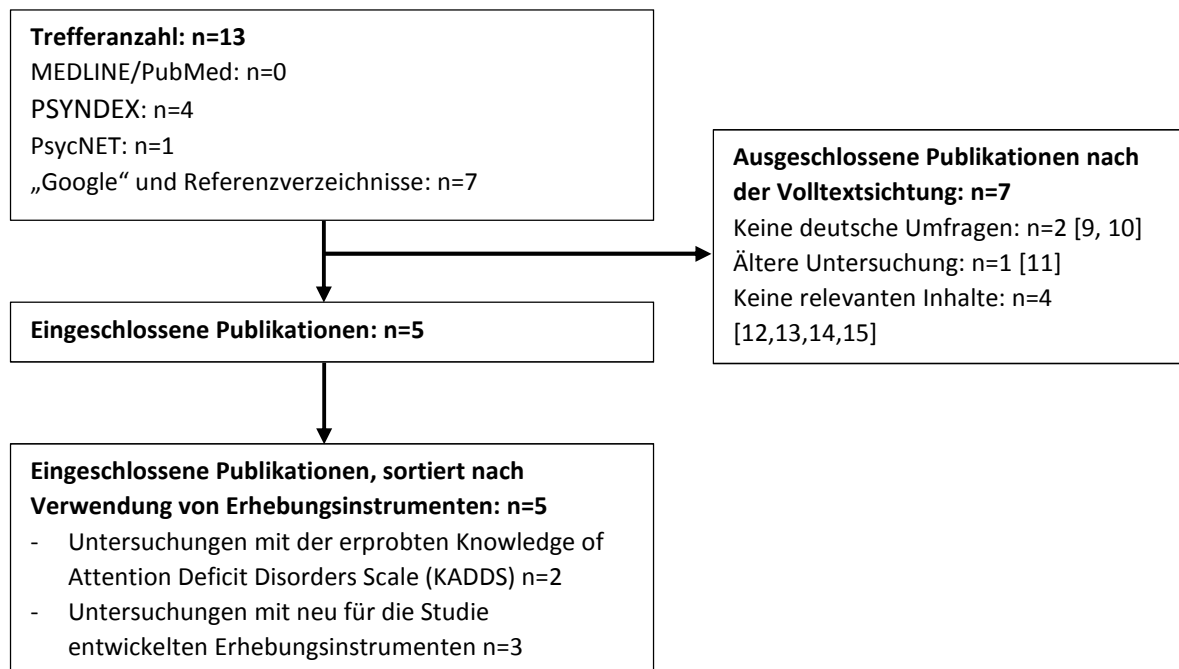 Trefferanzahl: n=13
MEDLINE/PubMed: n=0
PSYNDEX: n=4
PsycNET: n=1
„Google“ und Referenzverzeichnisse: n=7
Ausgeschlossene Publikationen nach
der Volltextsichtung: n=7
Keine deutsche Umfragen: n=2 [9, 10]
Ältere Untersuchung: n=1 [11]
Keine relevanten Inhalte: n=4
[12,13,14,15]
Eingeschlossene Publikationen: n=5
Eingeschlossene Publikationen, sortiert nach
Verwendung von Erhebungsinstrumenten: n=5
- Untersuchungen mit der erprobten Knowledge of
Attention Deficit Disorders Scale (KADDS) n=2
- Untersuchungen mit neu für die Studie
entwickelten Erhebungsinstrumenten n=3